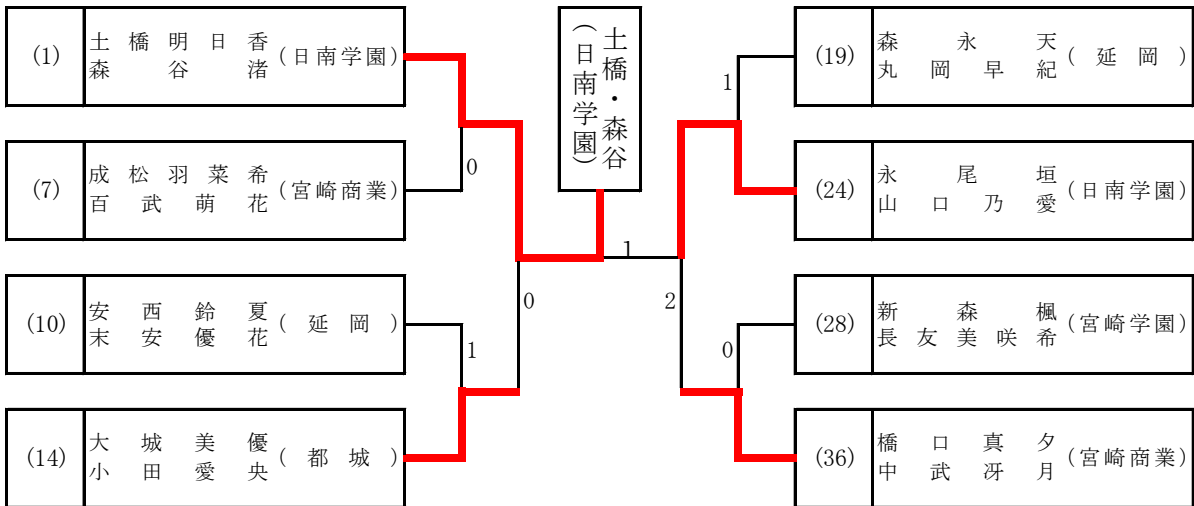 (1) 土橋明日香 (日南学園)
森谷渚
(7) 成松羽菜希 (宮崎商業)
百武萌花
(10) 安西鈴夏 (延岡)
末安優花
(14) 大城美優 (都城)
小田愛央
0
1
0
土橋・森谷
(日南学園)
1
1
2
0
(19) 森永天 (延岡)
丸岡早紀
(24) 永尾垣 (日南学園)
山口乃愛
(28) 新森楓 (宮崎学園)
長友美咲希
(36) 橋口真夕 (宮崎商業)
中武冴月